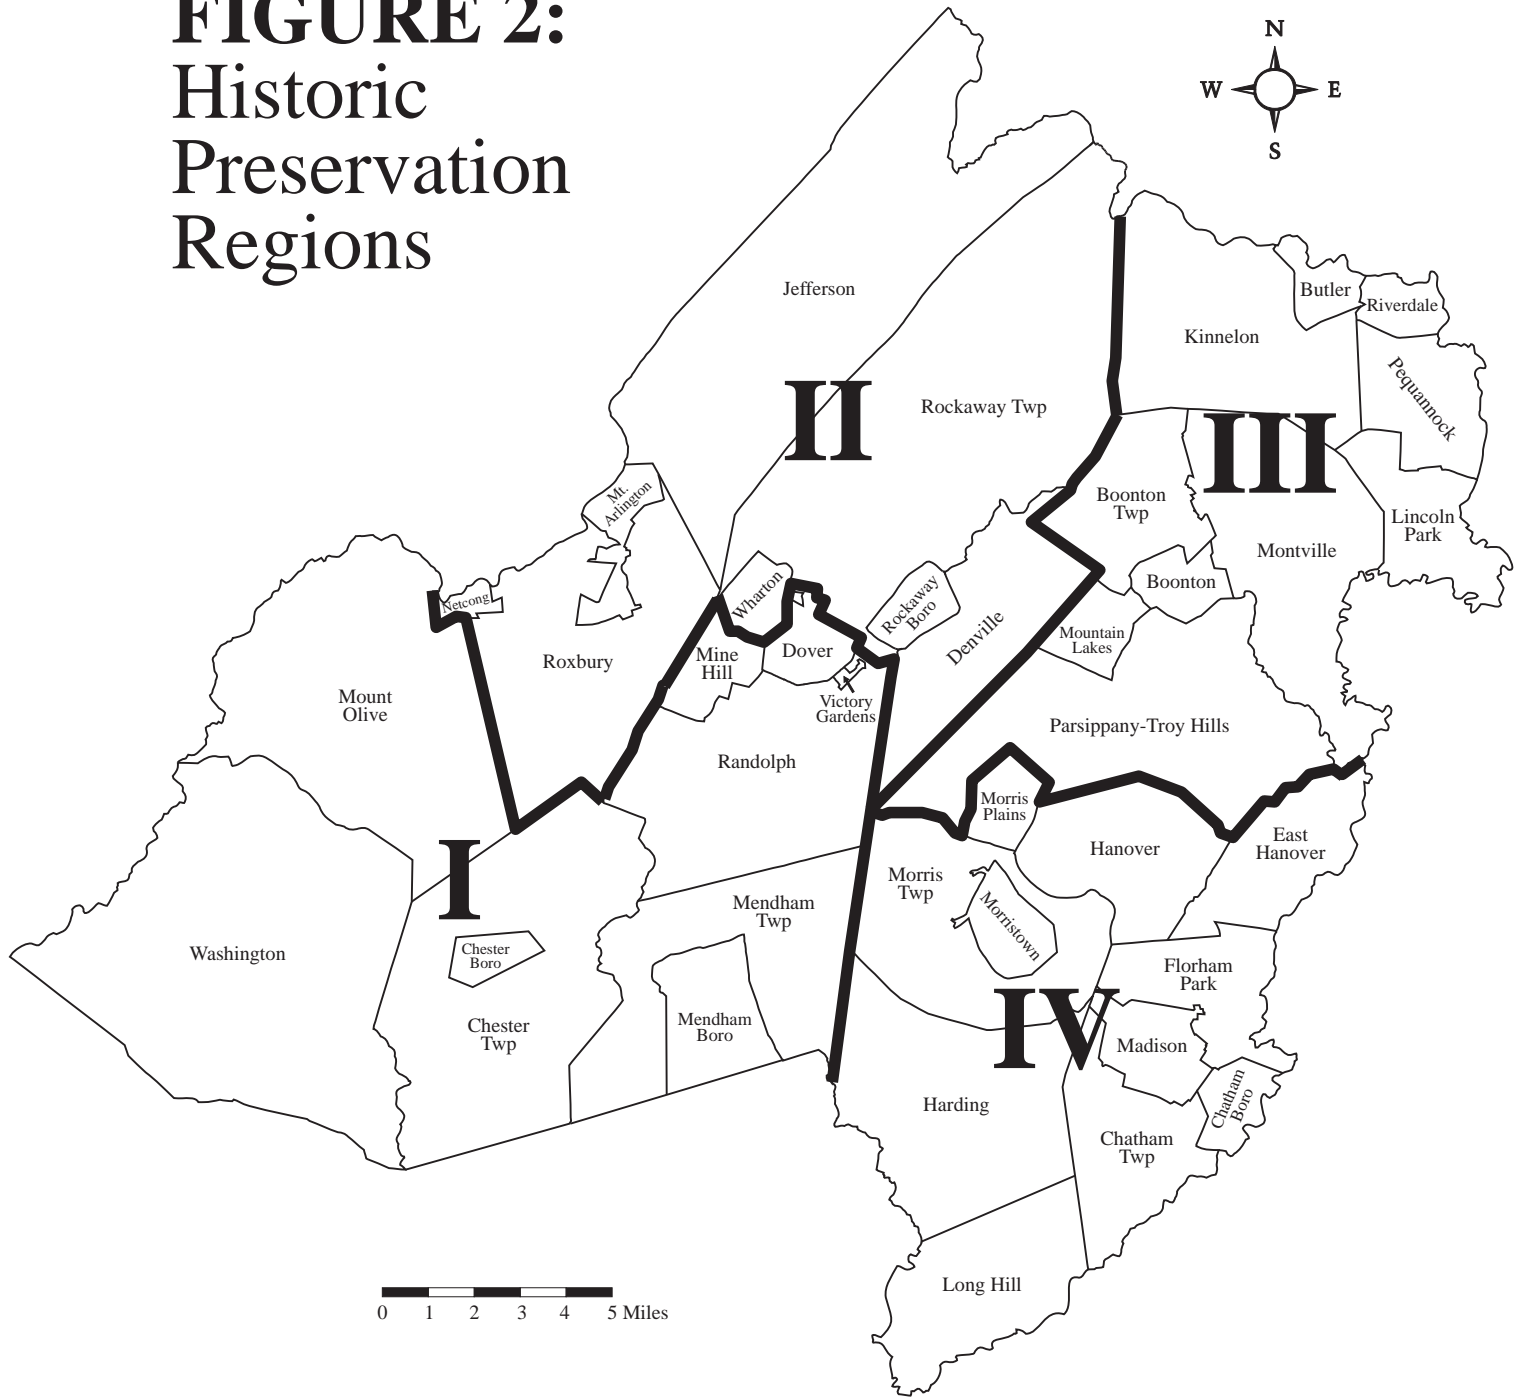 FIGURE 2:
Historic
Preservation
Regions
N
W
E
S
Jefferson
Butler
Riverdale
Kinnelon
Pequannock
II
Rockaway Twp
III
Mt.
Arlington
Boonton
Twp
Lincoln
Park
Montville
Netcong
Wharton
Rockaway
Boro
Boonton
Denville
Mountain
Lakes
Roxbury
Mine
Hill
Dover
Victory
Gardens
Mount
Olive
Parsippany-Troy Hills
Randolph
Morris
Plains
Hanover
East
Hanover
I
Morris
Twp
Morristown
Mendham
Twp
Washington
Chester
Boro
Florham
Park
IV
Chester
Twp
Mendham
Boro
Madison
Harding
Chatham
Boro
Chatham
Twp
Long Hill
0 1 2 3 4 5 Miles